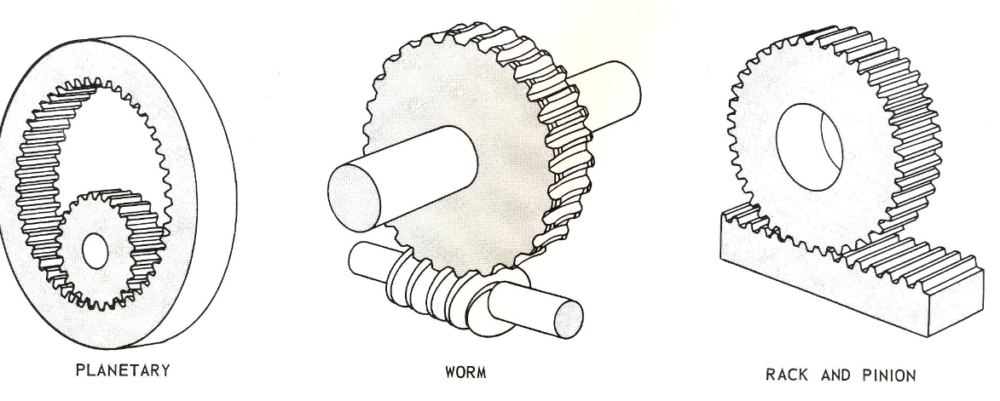 PLANETARY
WORM
RACK AND PINION